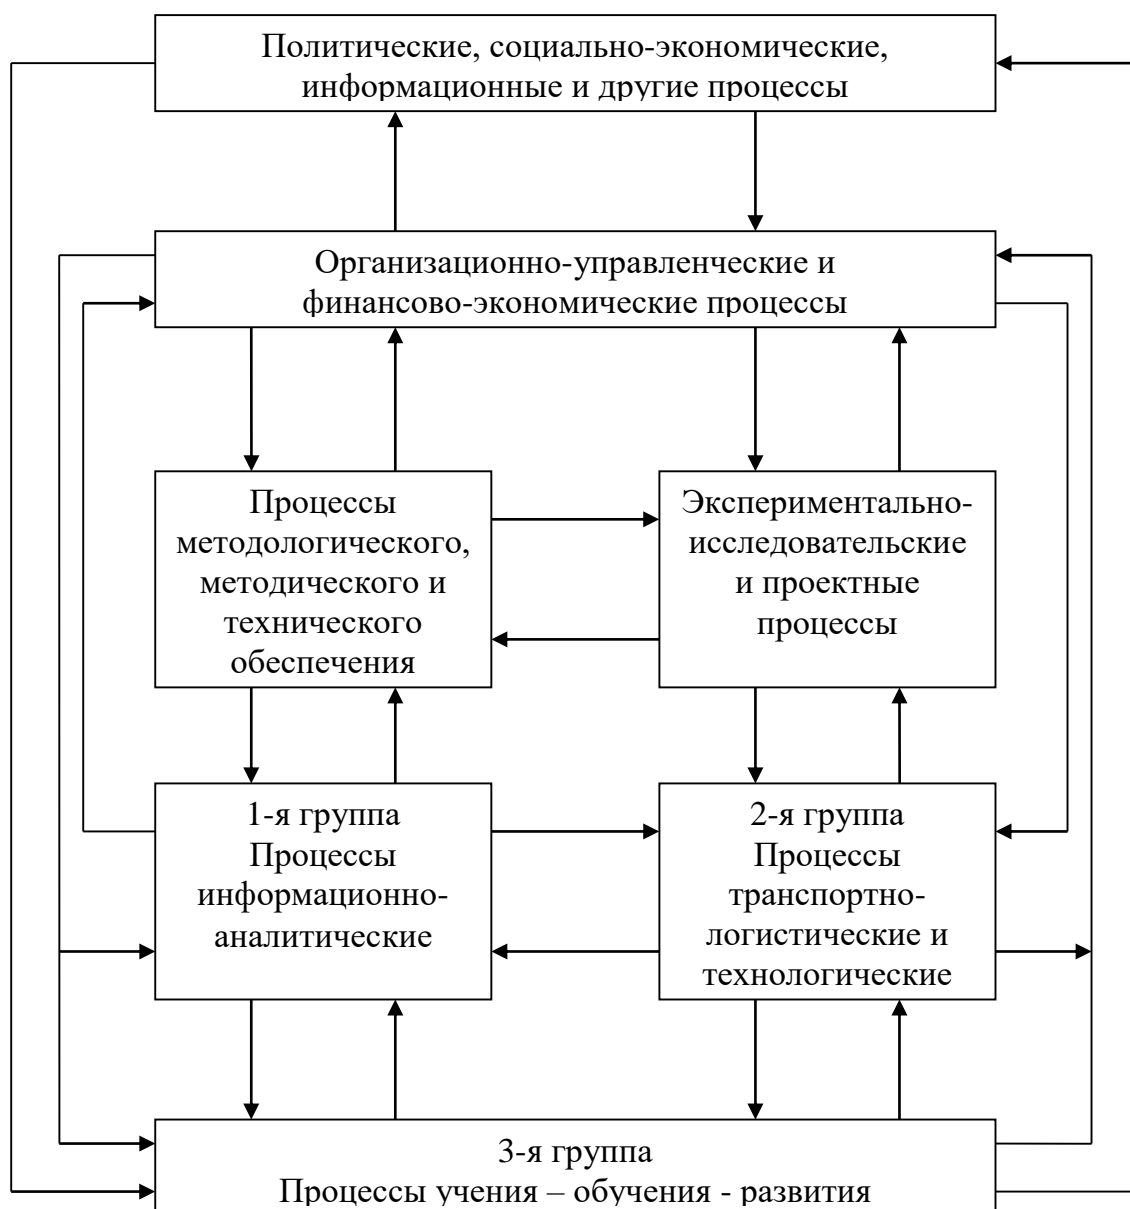 Политические, социально-экономические,
информационные и другие процессы
Организационно-управленческие и
финансово-экономические процессы
Процессы
методологического,
методического и
технического
обеспечения
Экспериментально-
исследовательские
и проектные
процессы
1-я группа
Процессы
информационно-
аналитические
2-я группа
Процессы
транспортно-
логистические и
технологические
3-я группа
Процессы учения – обучения - развития